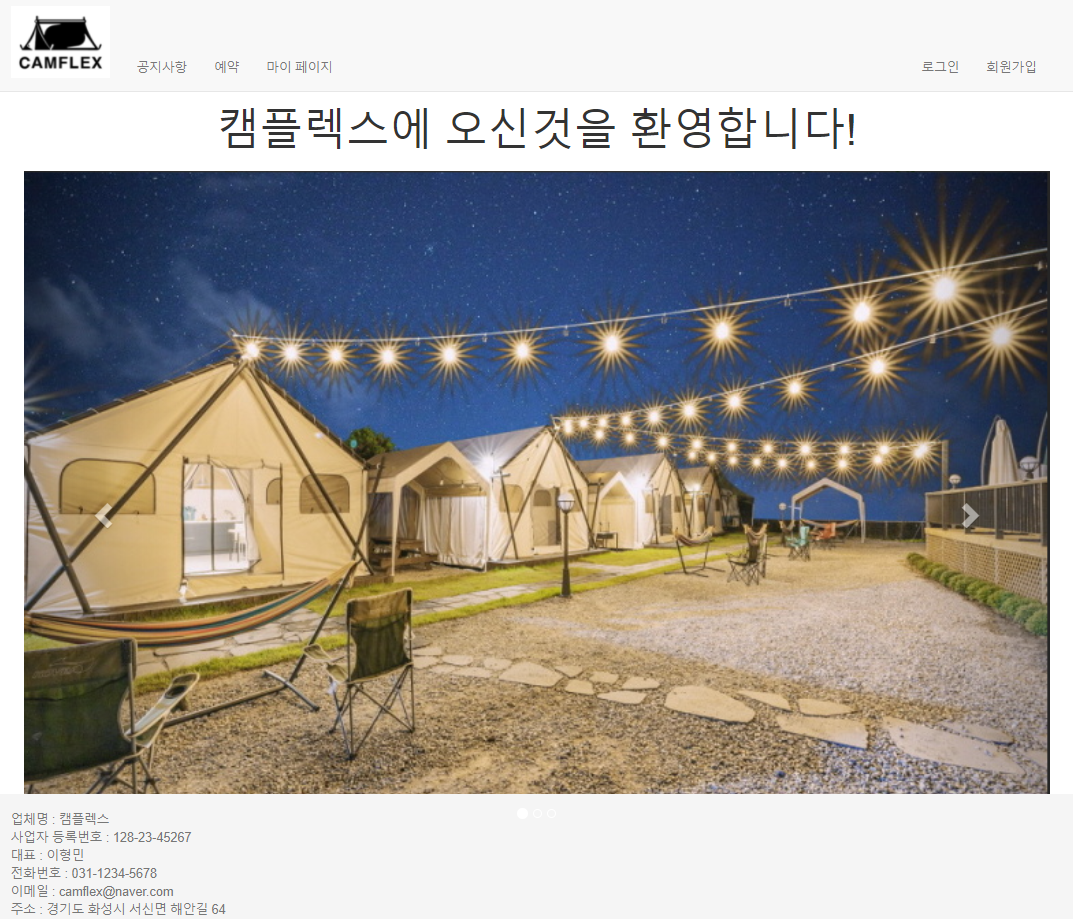 CAMFLEX
공지사항 예약 마이 페이지 로그인 회원가입
캠플렉스에 오신것을 환영합니다!
업체명 : 캠플렉스
사업자 등록번호 : 128-23-45267
대표 : 이형민
전화번호 : 031-1234-5678
이메일 : camflex@naver.com
주소 : 경기도 화성시 서신면 해안길 64